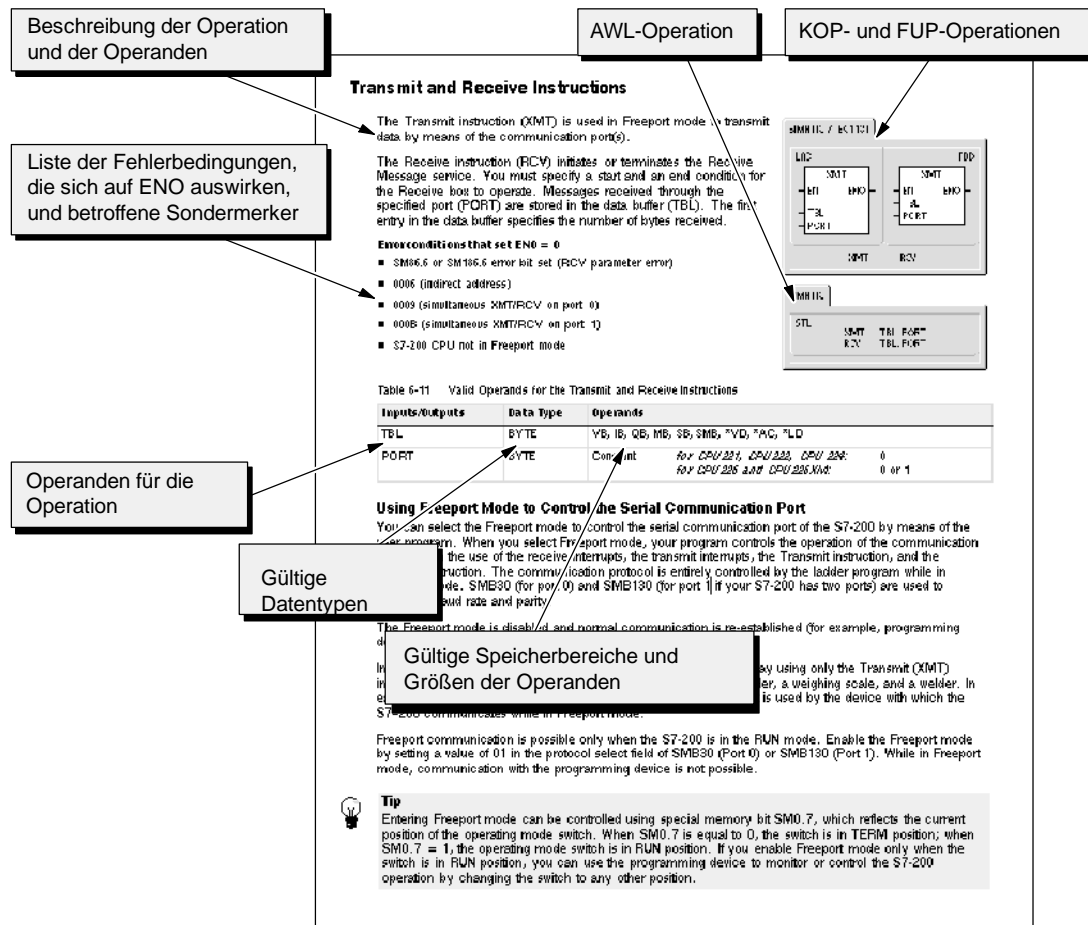 Beschreibung der Operation
und der Operanden
AWL-Operation
KOP- und FUP-Operationen
Liste der Fehlerbedingungen,
die sich auf ENO auswirken,
und betroffene Sondermerker
Operanden für die
Operation
Gültige
Datentypen
Gültige Speicherbereiche und
Größen der Operanden
Transmit and Receive Instructions
The Transmit instruction (XMT) is used in Freeport mode to transmit
data by means of the communication port(s).
The Receive instruction (RCV) initiates or terminates the Receive
Message service. You must specify a start and an end condition for
the Receive box to operate. Messages received through the
specified port (PORT) are stored in the data buffer (TBL). The first
entry in the data buffer specifies the number of bytes received.
Error conditions that set ENO = 0
■ SM86.6 or SM186.6 error bit set (RCV parameter error)
■ 0006 (indirect address)
■ 0009 (simultaneous XMT/RCV on port 0)
■ 000B (simultaneous XMT/RCV on port 1)
■ S7-200 CPU not in Freeport mode
LAD FBD
XMT XMT
EN ENO EN ENO
TBL
PORT PORT
XMT RCV
STL
XMT TBL, PORT
RCV TBL, PORT
Table 6-11 Valid Operands for the Transmit and Receive Instructions
Inputs/Outputs Data Type Operands
TBL BYTE VB, IB, QB, MB, SB, SMB, *VD, *AC, *LD
PORT BYTE Constant for CPU 221, CPU 222, CPU 224: 0
for CPU 226 and CPU 226XM: 0 or 1
Using Freeport Mode to Control the Serial Communication Port
You can select the Freeport mode to control the serial communication port of the S7-200 by means of the
user program. When you select Freeport mode, your program controls the operation of the communication
the use of the receive interrupts, the transmit interrupts, the Transmit instruction, and the
ruction. The communication protocol is entirely controlled by the ladder program while in
de. SMB30 (for port 0) and SMB130 (for port 1 if your S7-200 has two ports) are used to
aud rate and parity
The Freeport mode is disabled and normal communication is re-established (for example, programming
In ay using only the Transmit (XMT)
in er, a weighing scale, and a welder. In
is used by the device with which the
S7-200 communicates while in Freeport mode.
Freeport communication is possible only when the S7-200 is in the RUN mode. Enable the Freeport mode
by setting a value of 01 in the protocol select field of SMB30 (Port 0) or SMB130 (Port 1). While in Freeport
mode, communication with the programming device is not possible.
Tip
Entering Freeport mode can be controlled using special memory bit SM0.7, which reflects the current
position of the operating mode switch. When SM0.7 is equal to 0, the switch is in TERM position; when
SM0.7 = 1, the operating mode switch is in RUN position. If you enable Freeport mode only when the
switch is in RUN position, you can use the programming device to monitor or control the S7-200
operation by changing the switch to any other position.